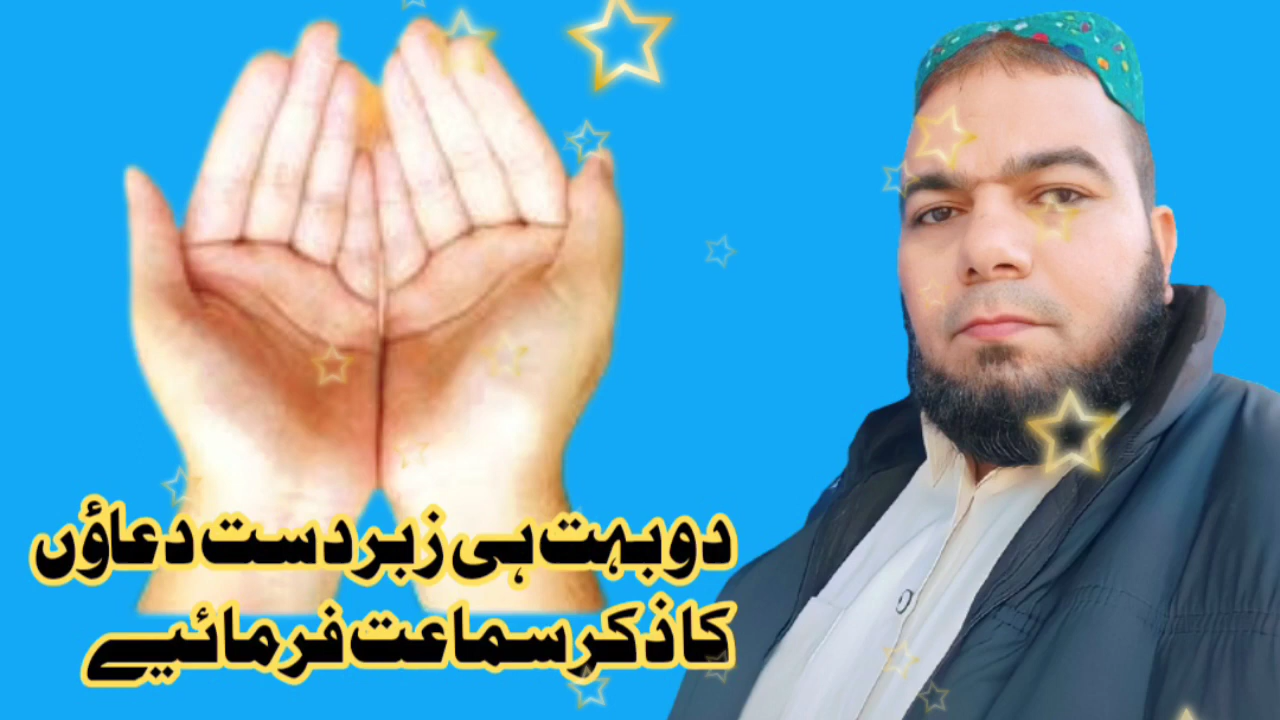 دو بہت ہی زبردست دعاؤں
کا ذکر سماعت فرمائیے